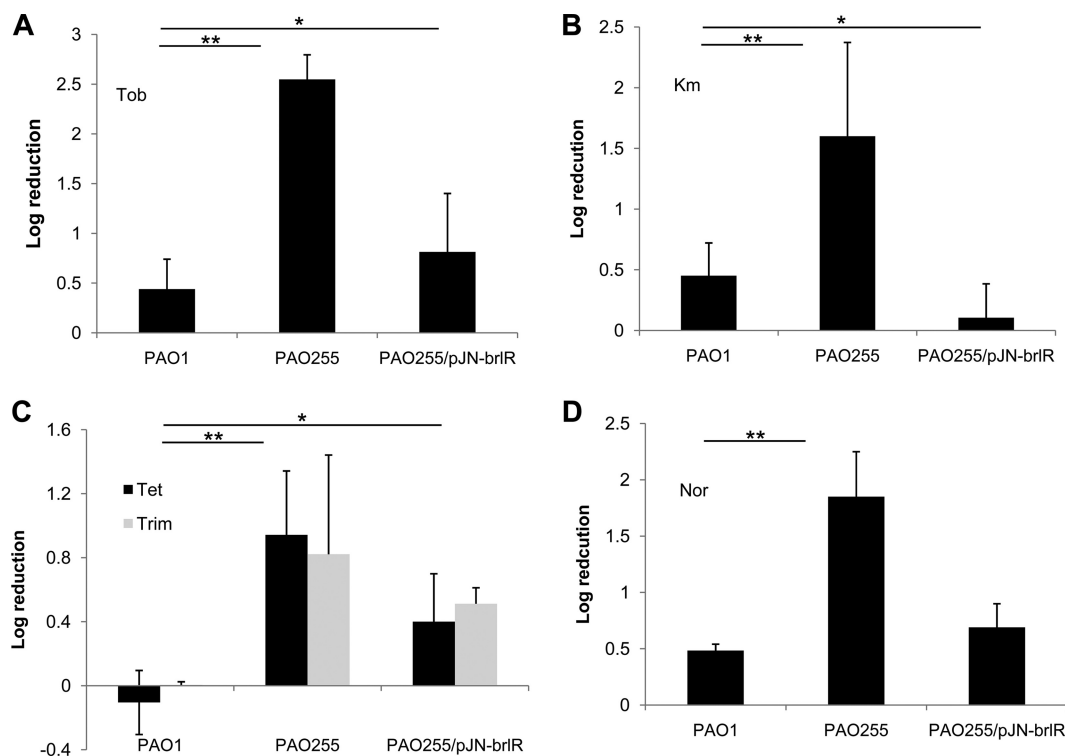 A
*
**
3
2.5
2
1.5
1
0.5
0
Log reduction
Tob
PAO1
PAO255
PAO255/pJN-brlR
B
*
**
2.5
2
1.5
1
0.5
0
Log redcution
Km
PAO1
PAO255
PAO255/pJN-brlR
C
*
**
1.6
1.2
0.8
0.4
0
-0.4
Log reduction
Tet
Trim
PAO1
PAO255
PAO255/pJN-brlR
D
**
2.5
2
1.5
1
0.5
0
Log redcution
Nor
PAO1
PAO255
PAO255/pJN-brlR